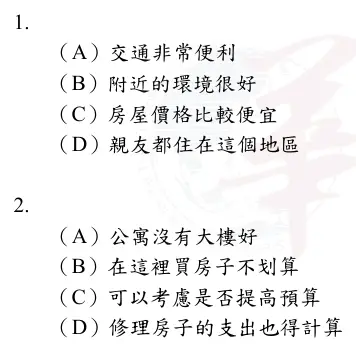 1.
（A）交通非常便利
（B）附近的環境很好
（C）房屋價格比較便宜
（D）親友都住在這個地區
2.
（A）公寓沒有大樓好
（B）在這裡買房子不划算
（C）可以考慮是否提高預算
（D）修理房子的支出也得計算